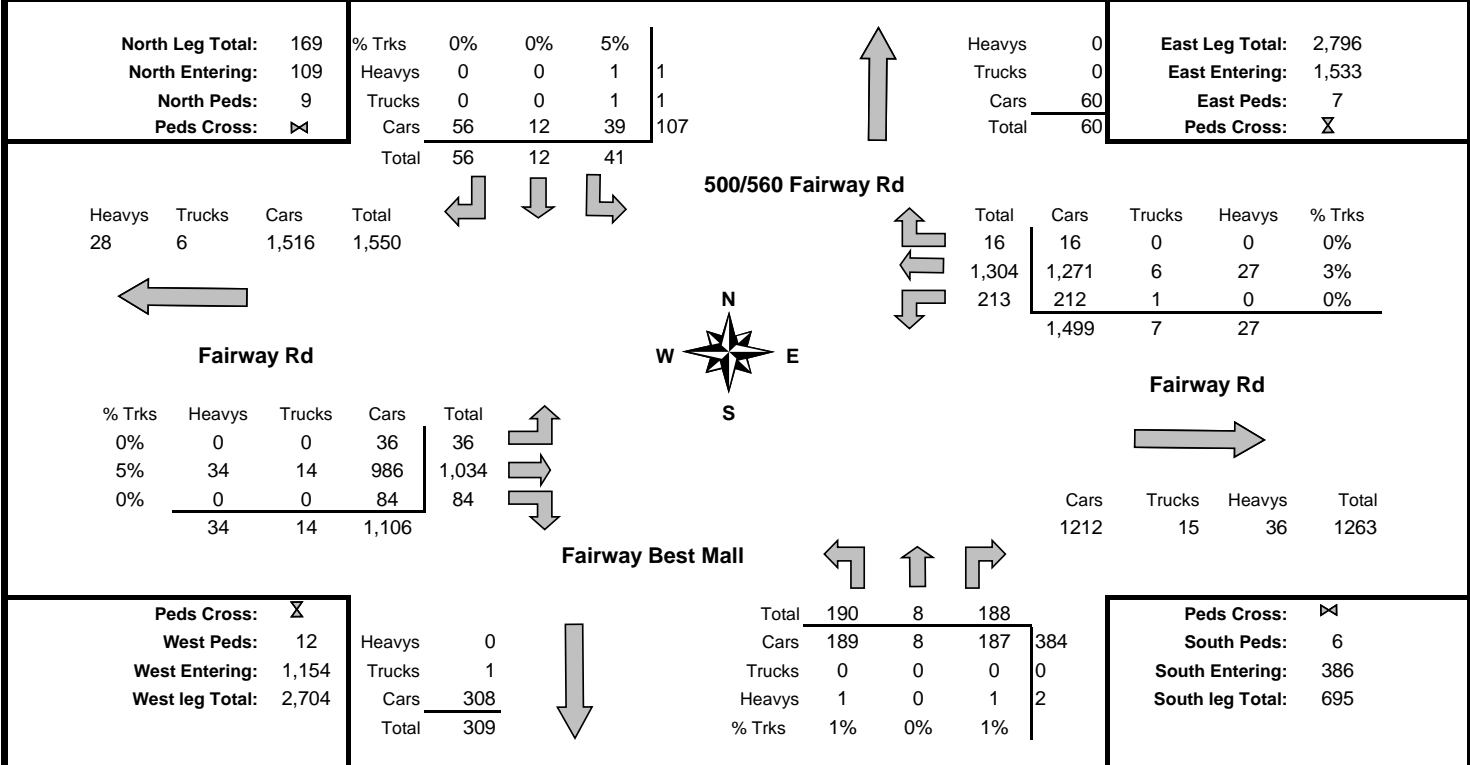 North Leg Total: 169 % Trks 0% 0% 5% Heavys 0 East Leg Total: 2,796
North Entering: 109 Heavys 0 0 1 1 Trucks 0 East Entering: 1,533
North Peds: 9 Trucks 0 0 1 1 Cars 60 East Peds: 7
Peds Cross: ⋈ Cars 56 12 39 107 Total 60 Peds Cross: ⧖
Total 56 12 41
500/560 Fairway Rd
Heavys Trucks Cars Total
28 6 1,516 1,550
Total Cars Trucks Heavys % Trks
16 16 0 0 0%
1,304 1,271 6 27 3%
213 212 1 0 0%
1,499 7 27
N
W E
S
Fairway Rd
Fairway Rd
% Trks Heavys Trucks Cars Total
0% 0 0 36 36
5% 34 14 986 1,034
0% 0 0 84 84
34 14 1,106
Cars Trucks Heavys Total
1212 15 36 1263
Fairway Best Mall
Peds Cross: ⧖ Total 190 8 188 Peds Cross: ⋈
West Peds: 12 Heavys 0 Cars 189 8 187 384 South Peds: 6
West Entering: 1,154 Trucks 1 Trucks 0 0 0 0 South Entering: 386
West leg Total: 2,704 Cars 308 Heavys 1 0 1 2 South leg Total: 695
Total 309 % Trks 1% 0% 1%